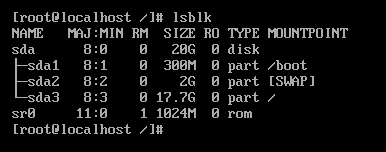 [root@localhost /]# lsblk
NAME   MAJ:MIN RM  SIZE RO TYPE MOUNTPOINT
sda      8:0    0   20G  0 disk
├─sda1   8:1    0  300M  0 part /boot
├─sda2   8:2    0    2G  0 part [SWAP]
└─sda3   8:3    0 17.7G  0 part /
sr0     11:0    1 1024M  0 rom
[root@localhost /]#